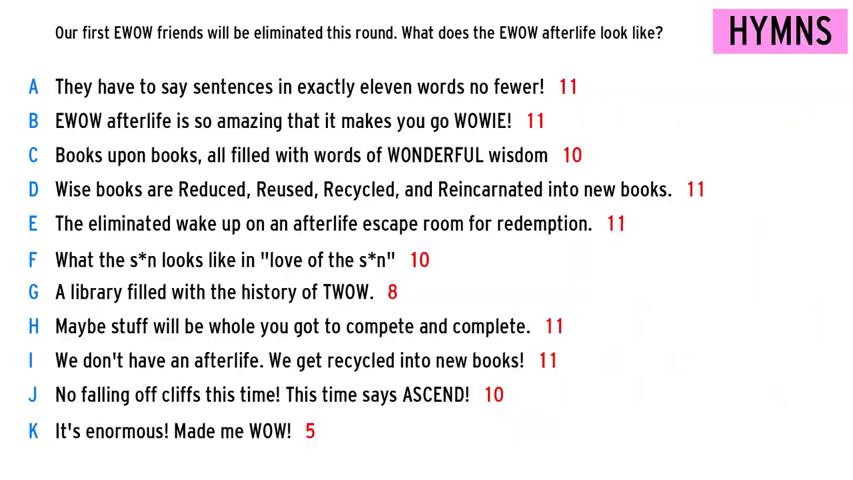 Our first EWOW friends will be eliminated this round. What does the EWOW afterlife look like?
HYMNS
A They have to say sentences in exactly eleven words no fewer! 11
B EWOW afterlife is so amazing that it makes you go WOWIE! 11
C Books upon books, all filled with words of WONDERFUL wisdom 10
D Wise books are Reduced, Reused, Recycled, and Reincarnated into new books. 11
E The eliminated wake up on an afterlife escape room for redemption. 11
F What the s*n looks like in "love of the s*n" 10
G A library filled with the history of TWOW. 8
H Maybe stuff will be whole you got to compete and complete. 11
I We don't have an afterlife. We get recycled into new books! 11
J No falling off cliffs this time! This time says ASCEND! 10
K It's enormous! Made me WOW! 5